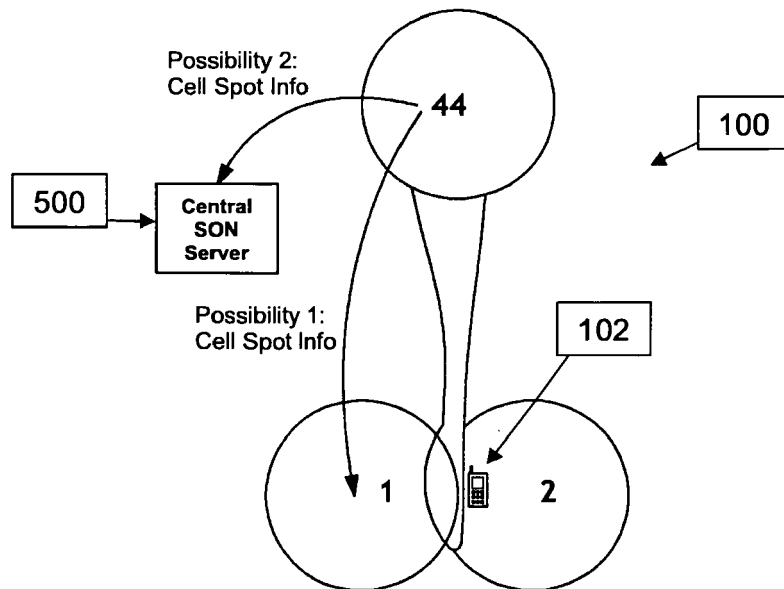 Possibility 2:
Cell Spot Info
44
100
500
Central
SON
Server
Possibility 1:
Cell Spot Info
102
1
2